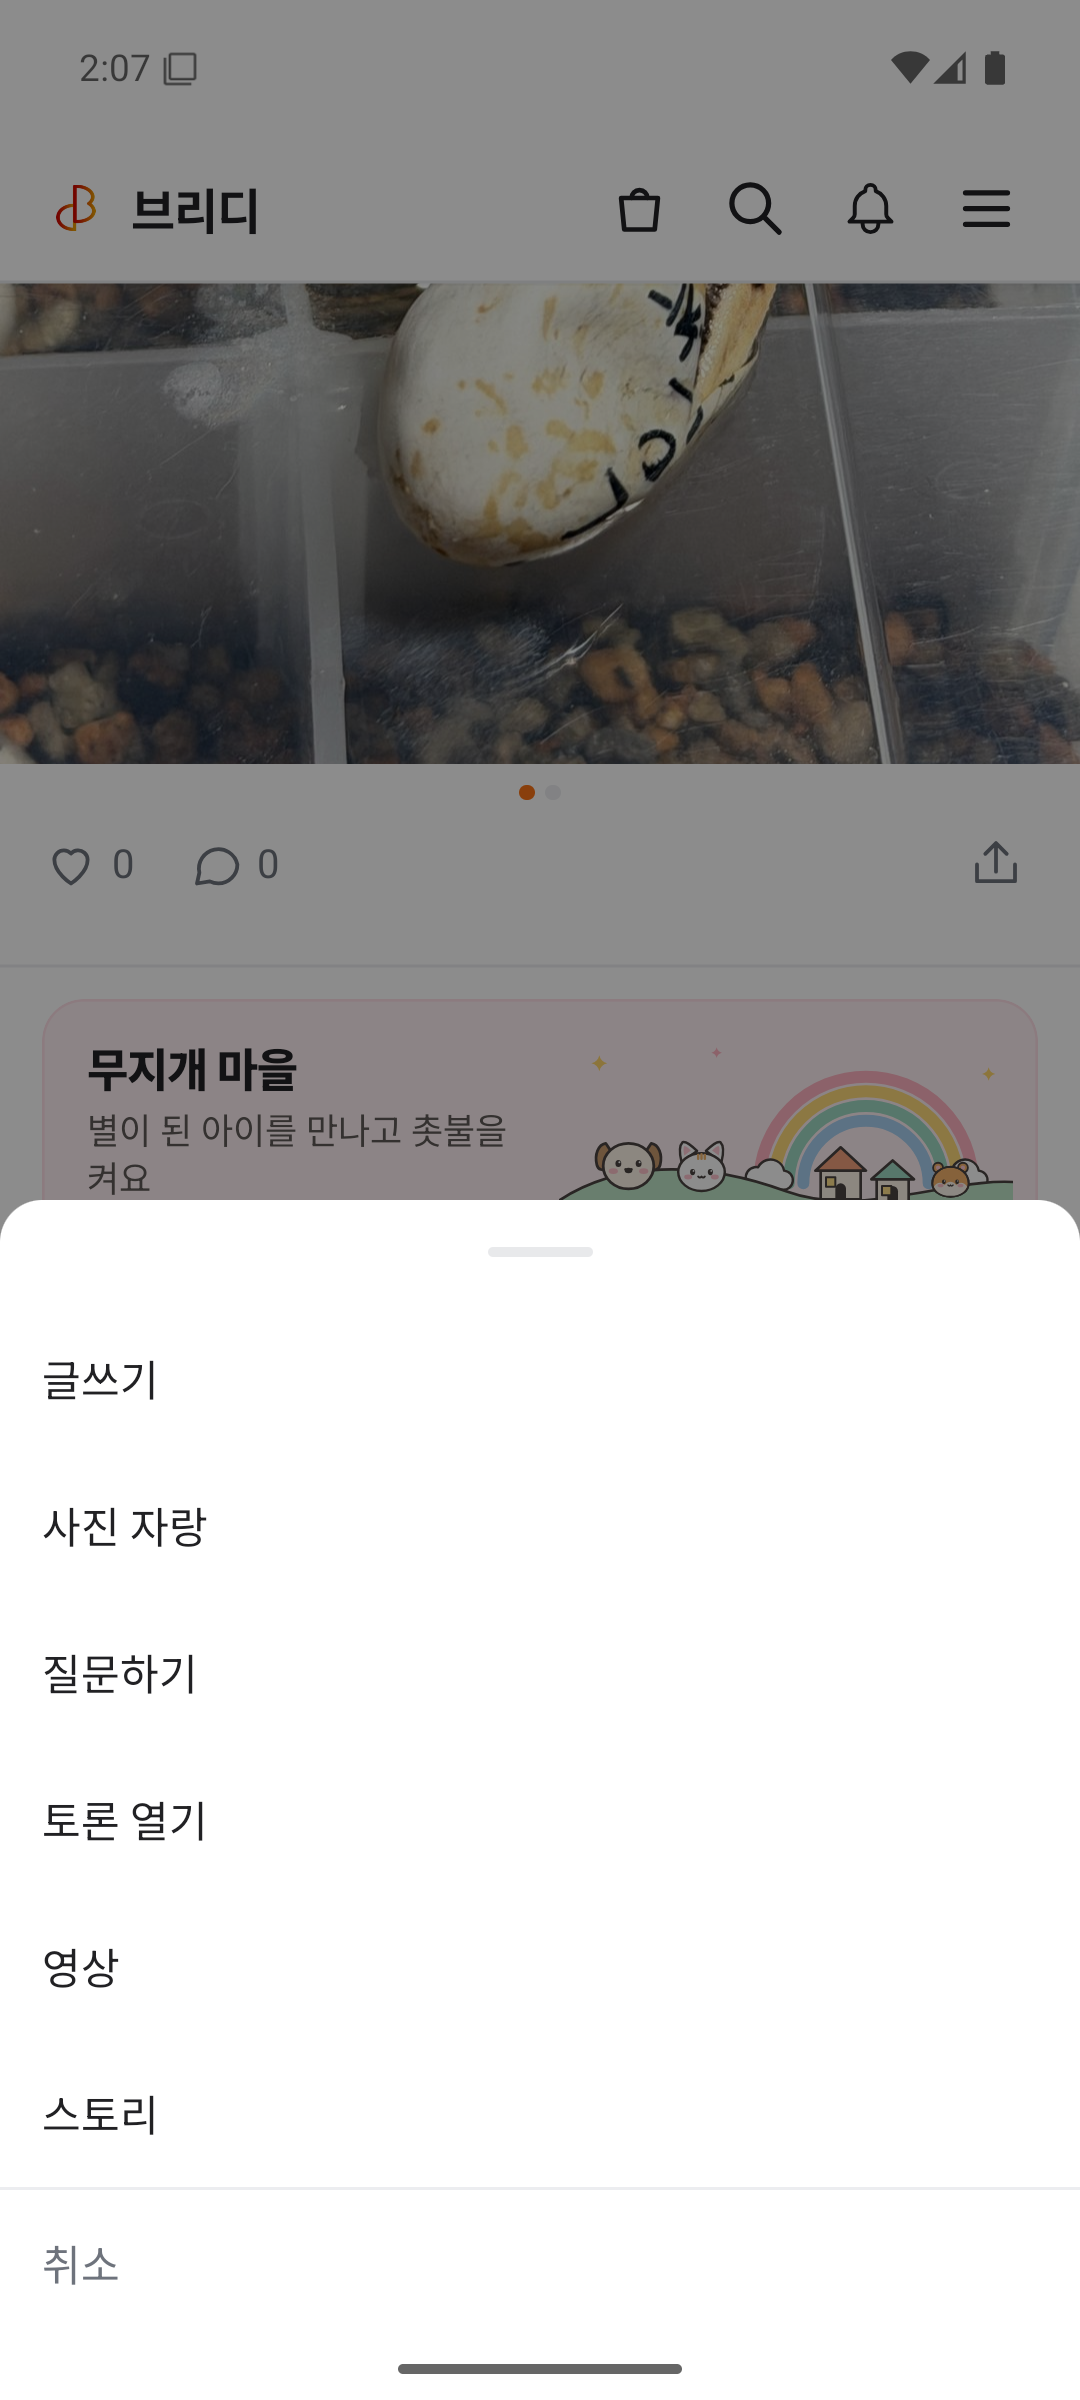 2:07
브리디
0
0
무지개 마을
별이 된 아이를 만나고 촛불을
켜요
글쓰기
사진 자랑
질문하기
토론 열기
영상
스토리
취소